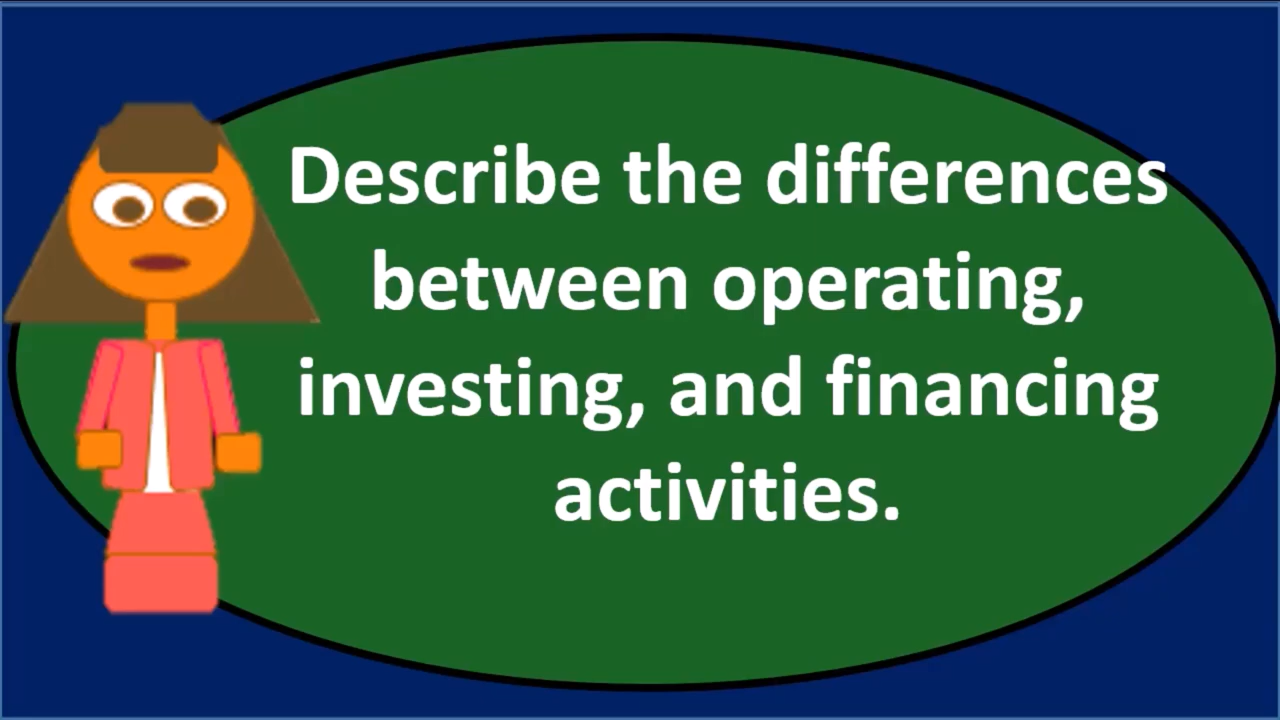 Describe the differences
between operating,
investing, and financing
activities.